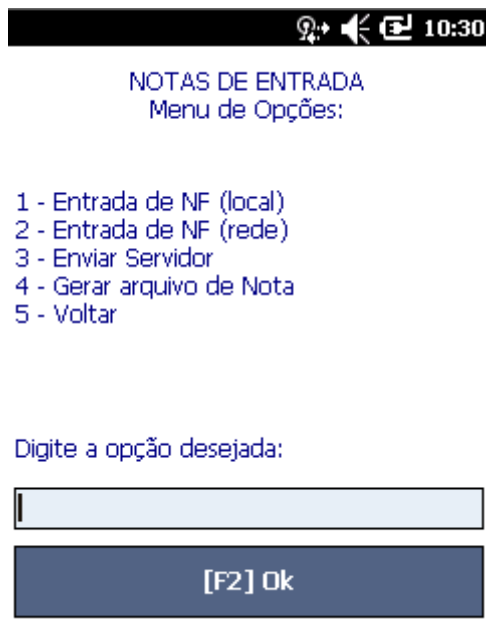 10:30
NOTAS DE ENTRADA
Menu de Opções:
1 - Entrada de NF (local)
2 - Entrada de NF (rede)
3 - Enviar Servidor
4 - Gerar arquivo de Nota
5 - Voltar
Digite a opção desejada:
[F2] Ok